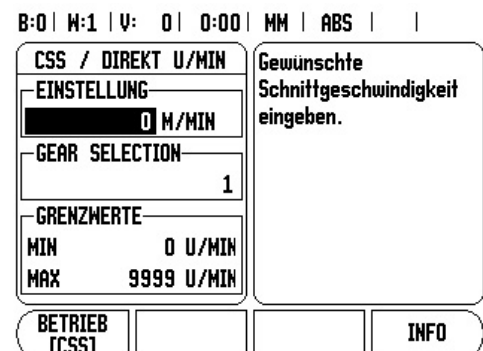 B:0| W:1 |V: 0| 0:00| MM | ABS | |
CSS / DIREKT U/MIN
EINSTELLUNG
0 M/MIN
GEAR SELECTION
1
GRENZWERTE
MIN 0 U/MIN
MAX 9999 U/MIN
Gewünschte
Schnittgeschwindigkeit
eingeben.
BETRIEB
[CSS]
INFO